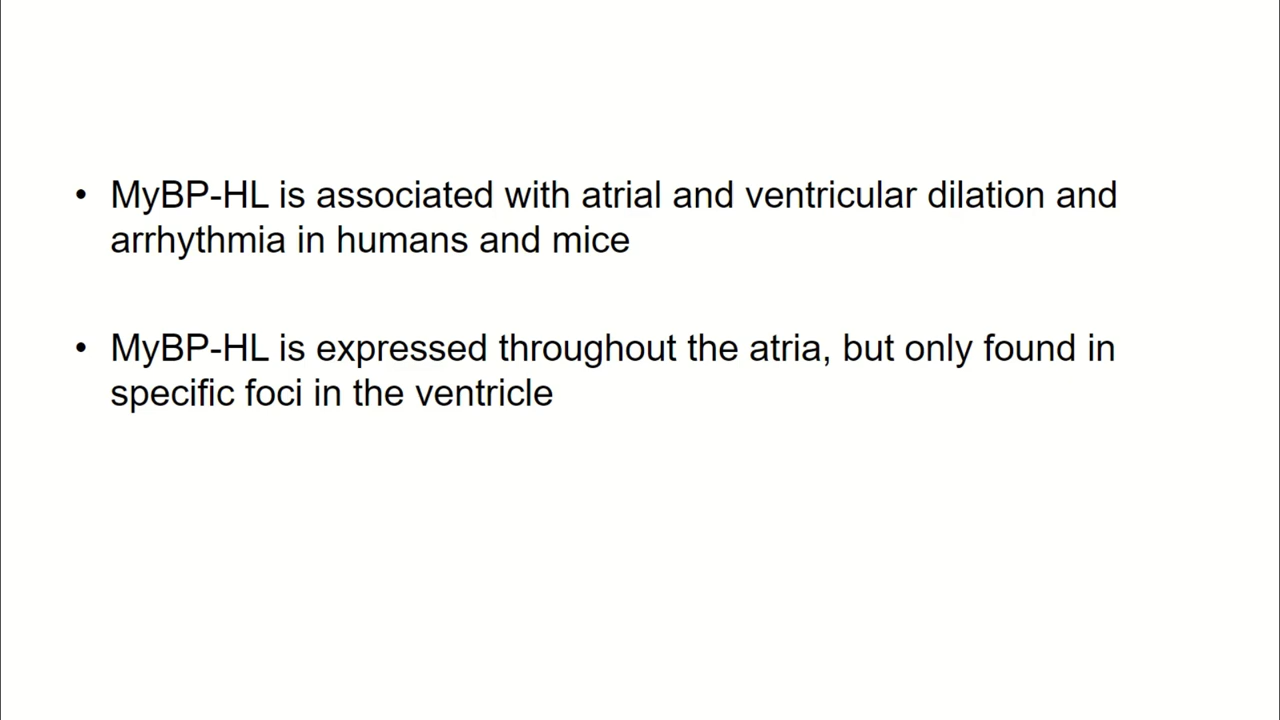 • MyBP-HL is associated with atrial and ventricular dilation and
arrhythmia in humans and mice
• MyBP-HL is expressed throughout the atria, but only found in
specific foci in the ventricle